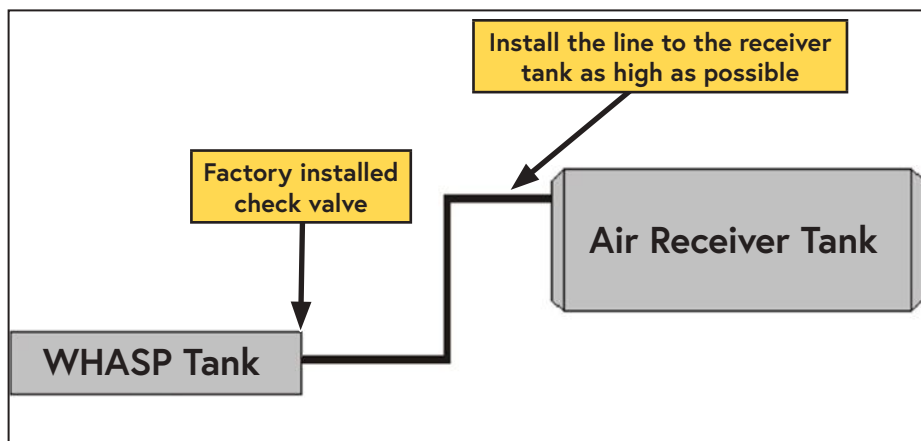 Install the line to the receiver
tank as high as possible
Factory installed
check valve
Air Receiver Tank
WHASP Tank